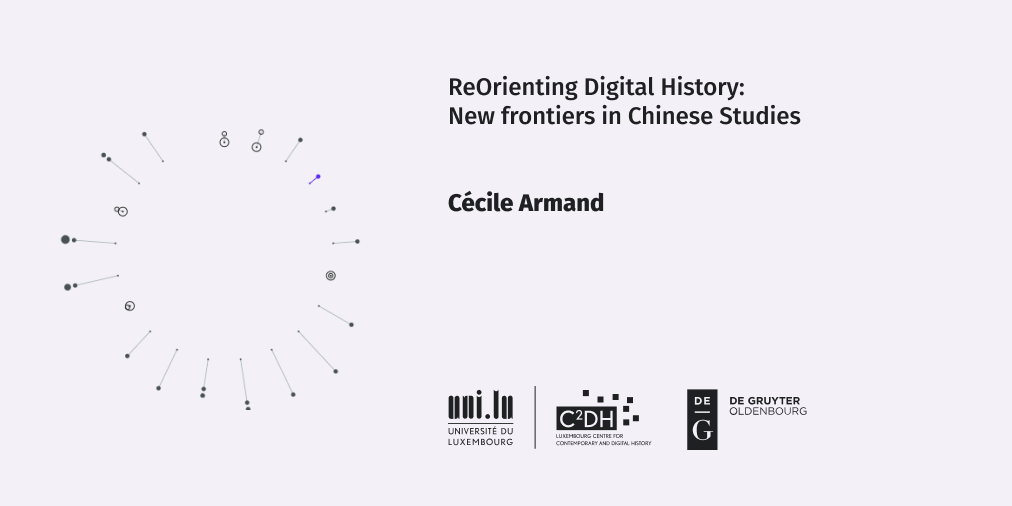 ReOrienting Digital History:
New frontiers in Chinese Studies
Cécile Armand
uni.lu
UNIVERSITÉ DU
LUXEMBOURG
C²DH
LUXEMBOURG CENTRE FOR
CONTEMPORARY AND DIGITAL HISTORY
DE
G
DE GRUYTER
OLDENBOURG